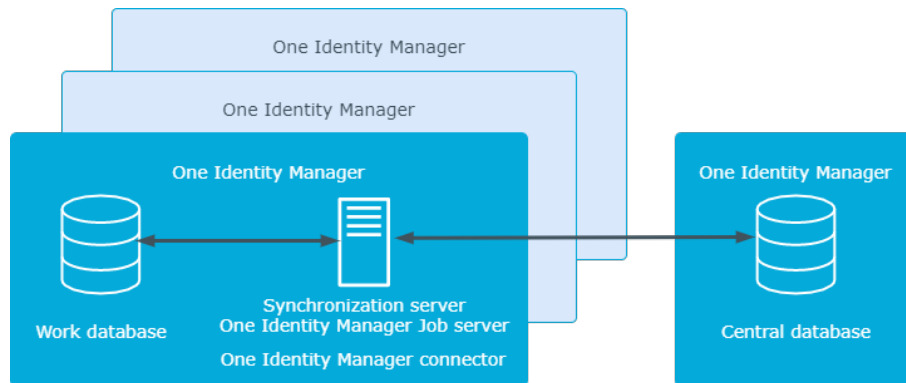 One Identity Manager
One Identity Manager
One Identity Manager
Work database
Synchronization server
One Identity Manager Job server
One Identity Manager connector
One Identity Manager
Central database